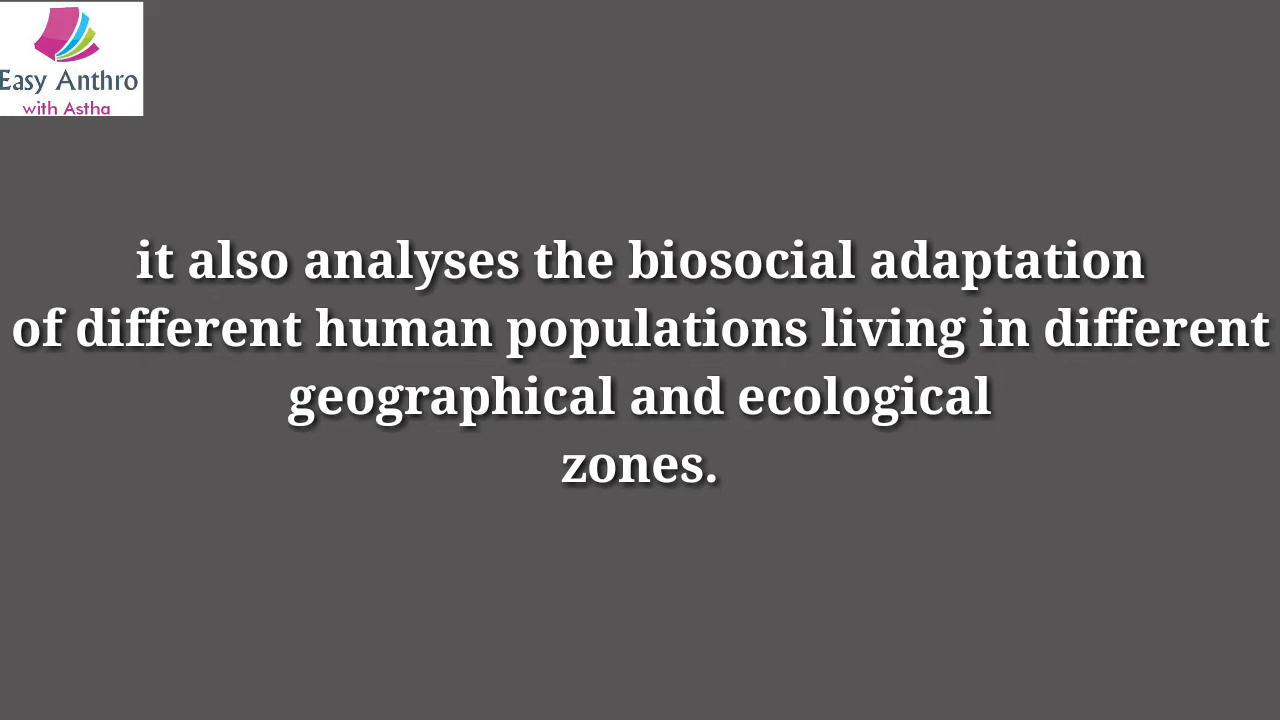 Easy Anthro
with Astha
it also analyses the biosocial adaptation
of different human populations living in different
geographical and ecological
zones.